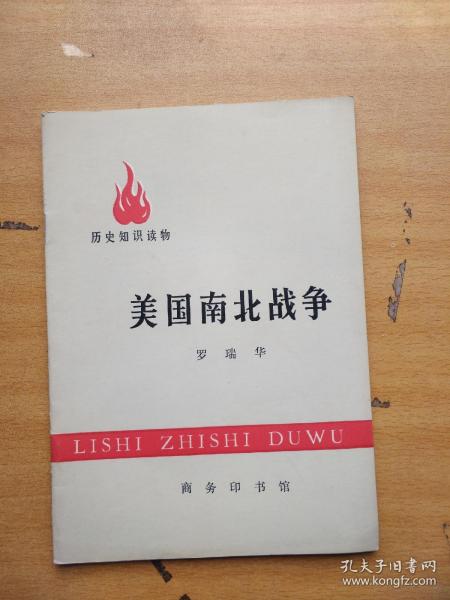 历史知识读物
美国南北战争
罗瑞华
LISHI ZHISHI DUWU
商务印书馆
孔夫子旧书网
www.kongfz.com